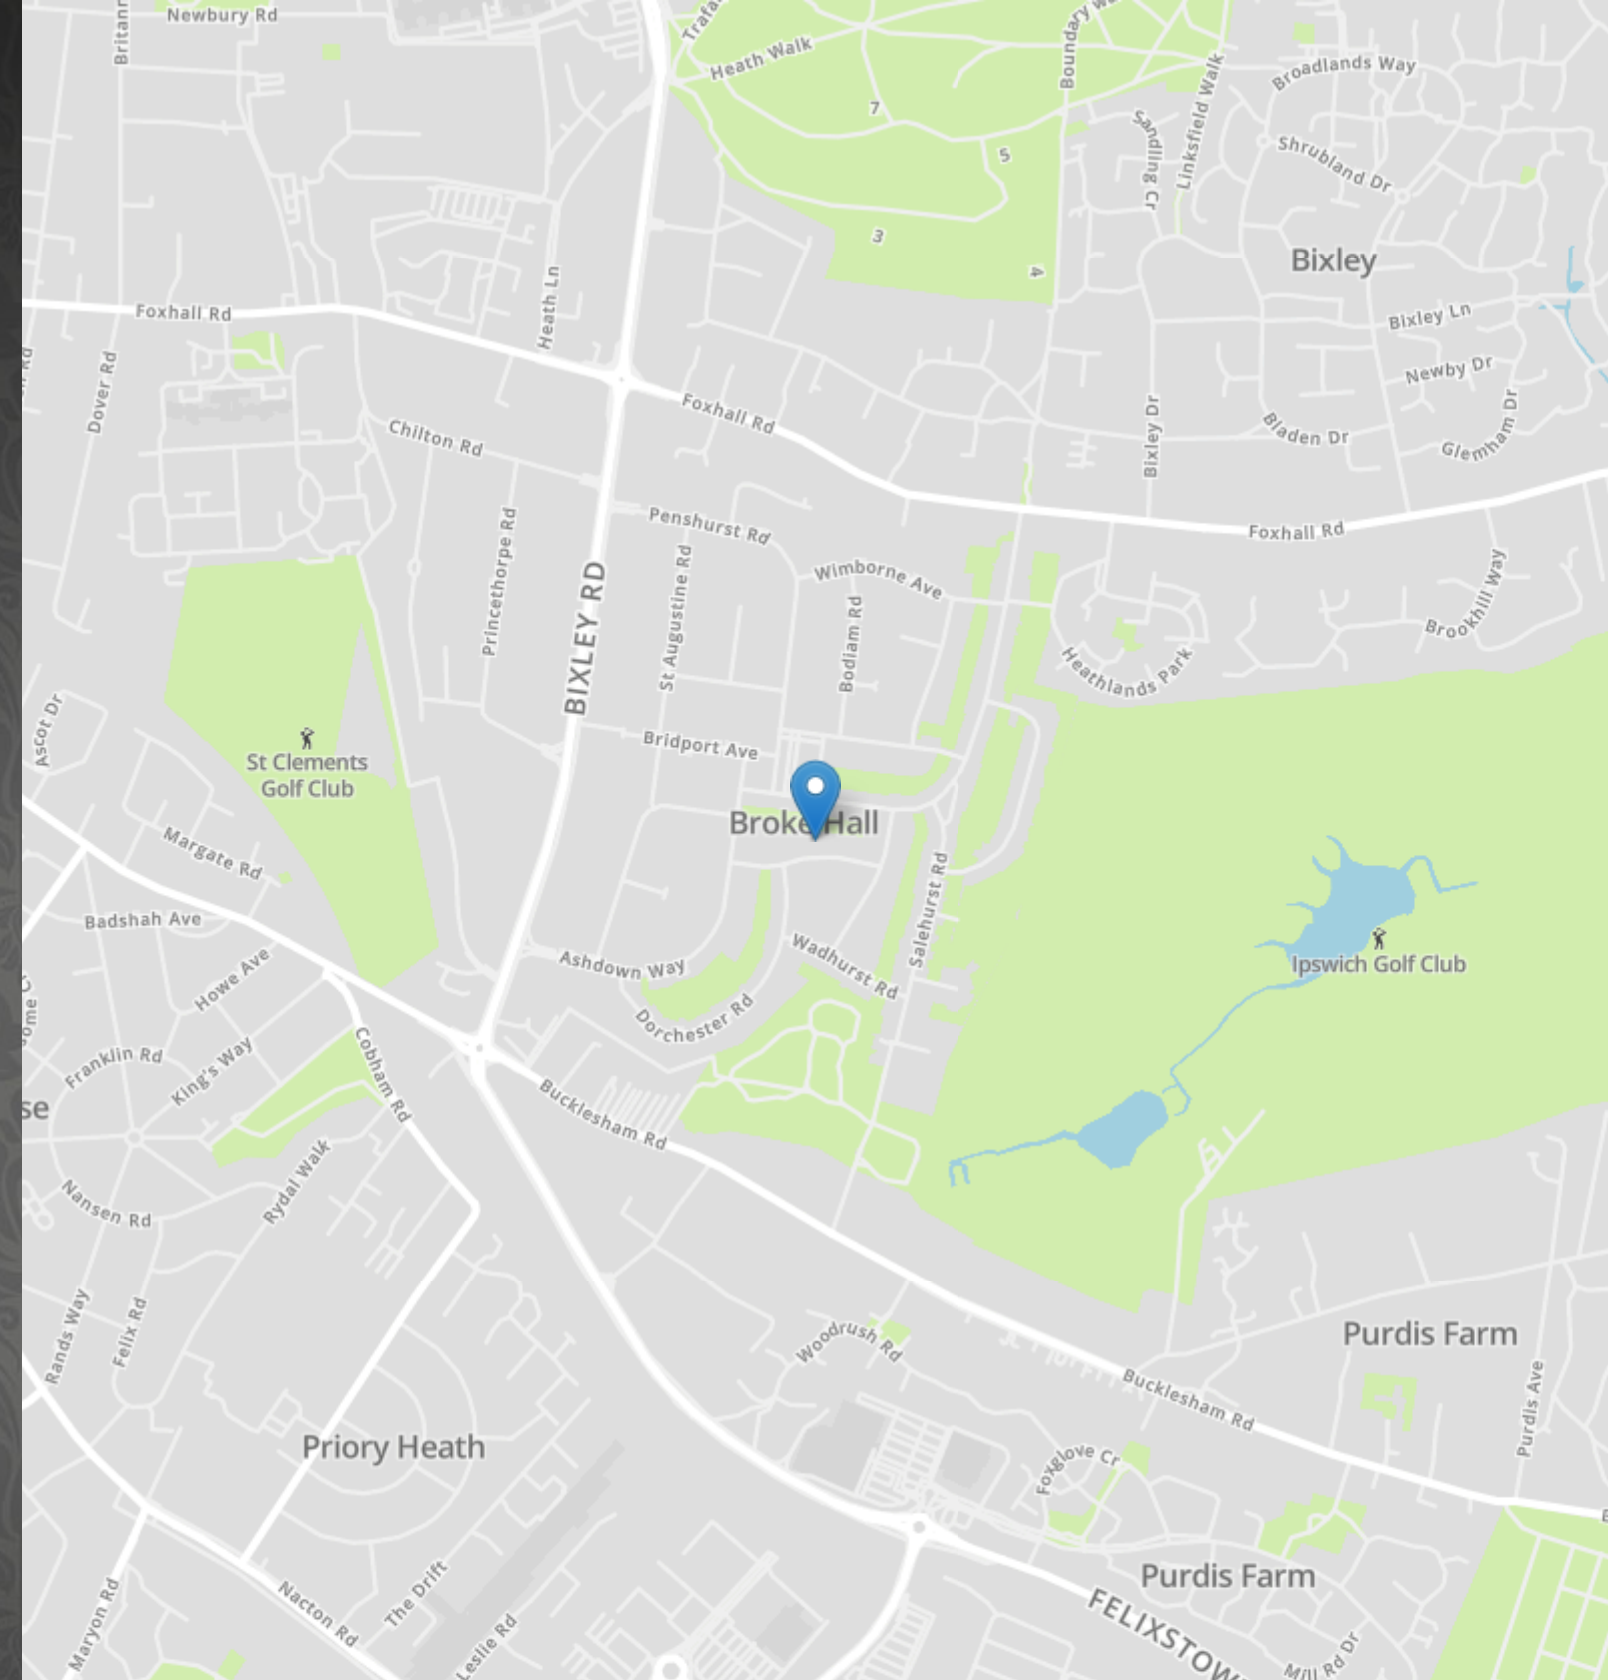 Newbury Rd
Heath Walk
Broadlands Way
Linksfield Walk
Sandling Cr
Shrubland Dr
7
5
3
4
Bixley
Heath Ln
Foxhall Rd
Bixley Ln
Newby Dr
Dover Rd
Foxhall Rd
Chilton Rd
Bixley Dr
Bladen Dr
Glemham Dr
Penshurst Rd
Foxhall Rd
Princethorpe Rd
BIXLEY RD
St Augustine Rd
Wimborne Ave
Bodiam Rd
Brookhill Way
Heathlands Park
Ascot Dr
St Clements
Golf Club
Bridport Ave
Broke Hall
Margate Rd
Badshah Ave
Salehurst Rd
Howe Ave
Ashdown Way
Wadhurst Rd
Ipswich Golf Club
Dorchester Rd
Franklin Rd
King's Way
Cobham Rd
se
Bucklesham Rd
Rydal Walk
Nansen Rd
Rands Way
Felix Rd
Woodrush Rd
Purdis Farm
Bucklesham Rd
Purdis Ave
Priory Heath
Foxglove Cr
Purdis Farm
Nacton Rd
The Drift
Maryon Rd
Leslie Rd
FELIXSTOW
Mill Rd Dr